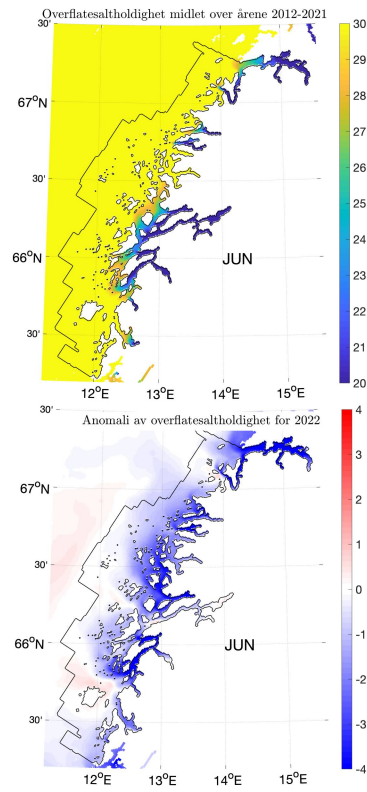 Overflatesaltholdighet midlet over årene 2012-2021
30'
30
29
67°N
28
27
30'
26
25
66°N
JUN
24
23
22
30'
21
20
12°E
13°E
14°E
15°E
30'
Anomali av overflatesaltholdighet for 2022
4
3
67°N
2
1
30'
0
-1
66°N
JUN
-2
30'
-3
-4
12°E
13°E
14°E
15°E